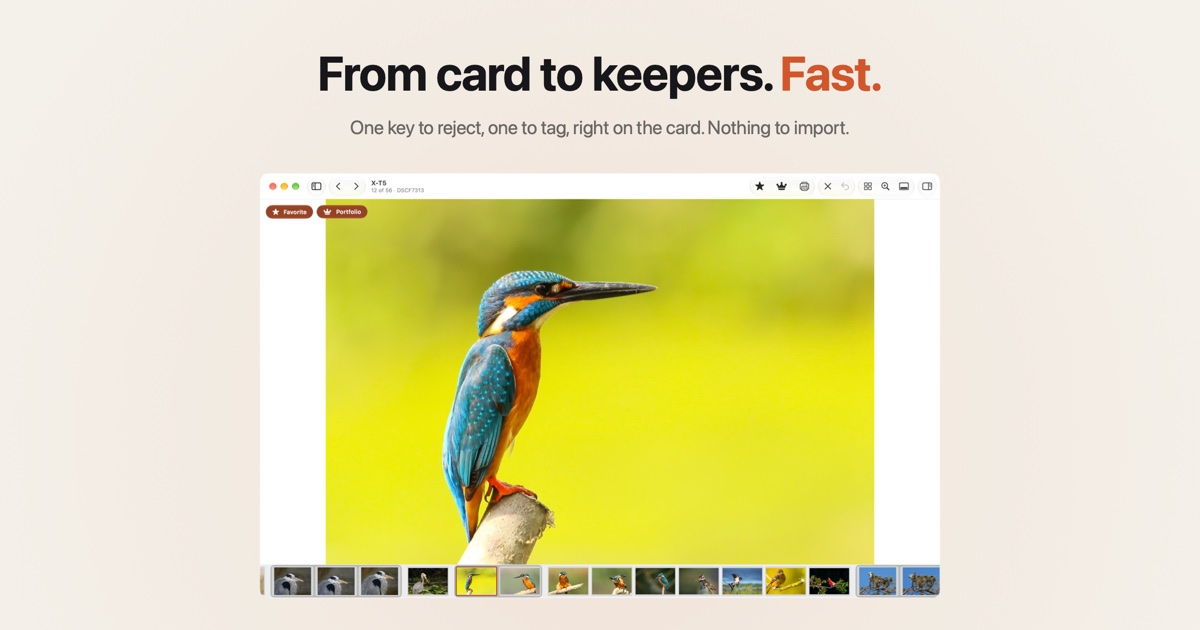 From card to keepers. Fast.
One key to reject, one to tag, right on the card. Nothing to import.
X-T5
12 of 56 · DSCF7313
Favorite
Portfolio